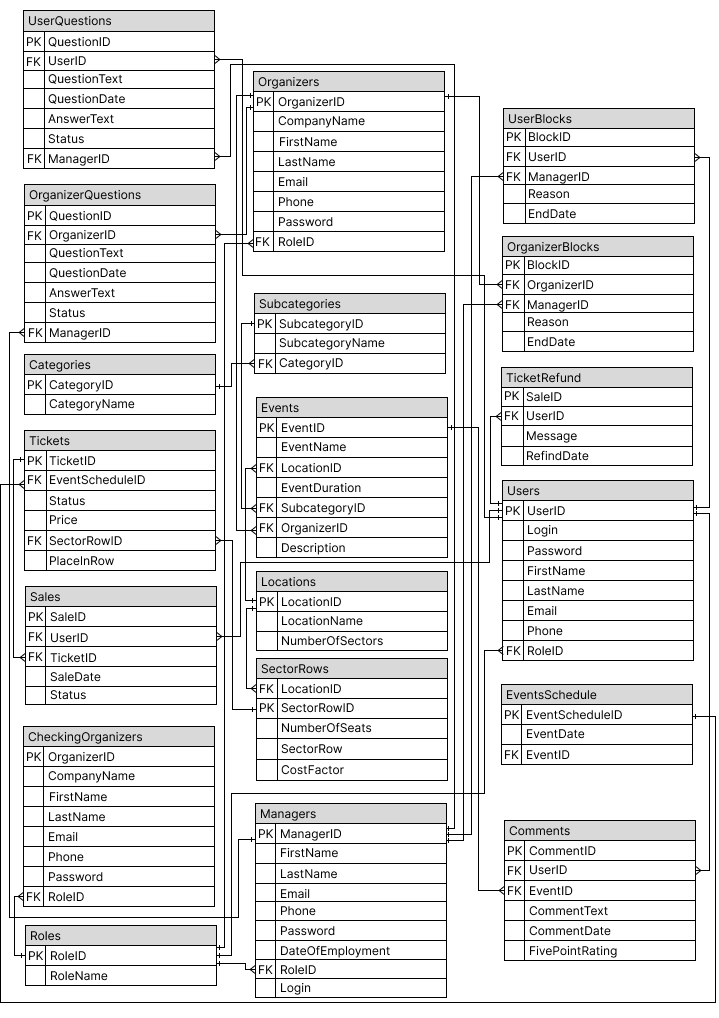 UserQuestions
PK QuestionID
FK UserID
QuestionText
QuestionDate
AnswerText
Status
FK ManagerID
OrganizerQuestions
PK QuestionID
FK OrganizerID
QuestionText
QuestionDate
AnswerText
Status
FK ManagerID
Categories
PK CategoryID
CategoryName
Tickets
PK TicketID
FK EventScheduleID
Status
Price
FK SectorRowID
PlaceInRow
Sales
PK SaleID
FK UserID
FK TicketID
SaleDate
Status
CheckingOrganizers
PK OrganizerID
CompanyName
FirstName
LastName
Email
Phone
Password
FK RoleID
Roles
PK RoleID
RoleName
Organizers
PK OrganizerID
CompanyName
FirstName
LastName
Email
Phone
Password
FK RoleID
Subcategories
PK SubcategoryID
SubcategoryName
FK CategoryID
Events
PK EventID
EventName
FK LocationID
EventDuration
FK SubcategoryID
FK OrganizerID
Description
Locations
PK LocationID
LocationName
NumberOfSectors
SectorRows
FK LocationID
PK SectorRowID
NumberOfSeats
SectorRow
CostFactor
Managers
PK ManagerID
FirstName
LastName
Email
Phone
Password
DateOfEmployment
FK RoleID
Login
UserBlocks
PK BlockID
FK UserID
FK ManagerID
Reason
EndDate
OrganizerBlocks
PK BlockID
FK OrganizerID
FK ManagerID
Reason
EndDate
TicketRefund
PK SaleID
FK UserID
Message
RefindDate
Users
PK UserID
Login
Password
FirstName
LastName
Email
Phone
FK RoleID
EventsSchedule
PK EventScheduleID
EventDate
FK EventID
Comments
PK CommentID
FK UserID
FK EventID
CommentText
CommentDate
FivePointRating